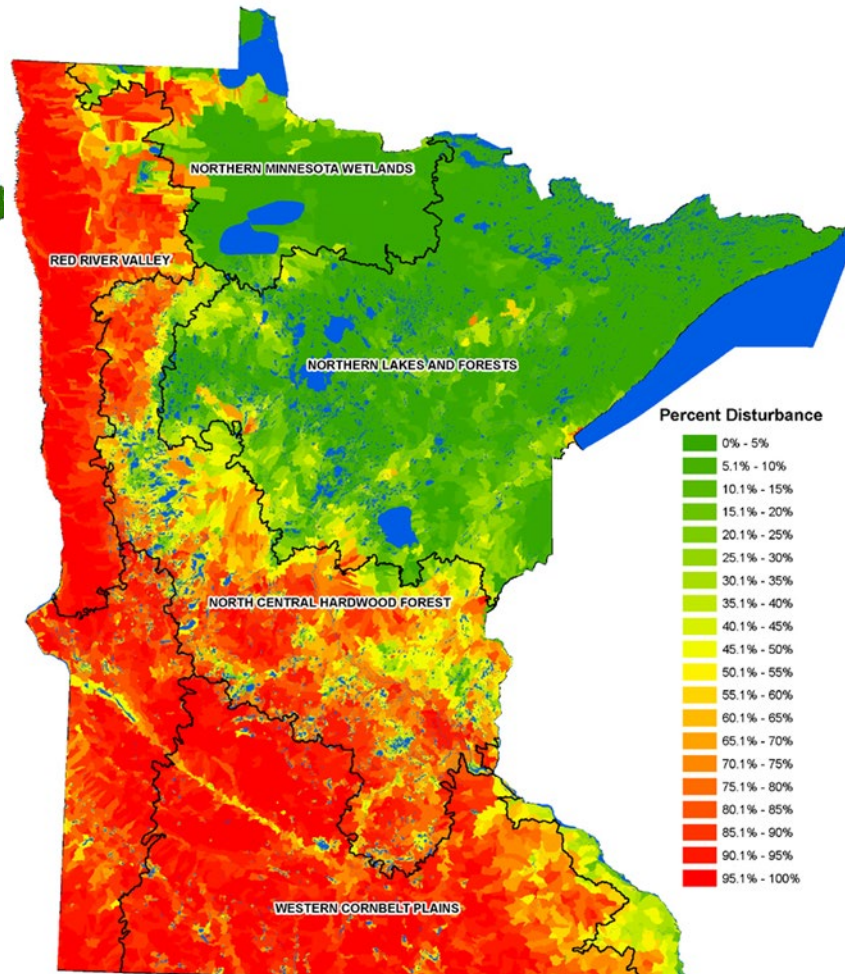 NORTHERN MINNESOTA WETLANDS
RED RIVER VALLEY
NORTHERN LAKES AND FORESTS
Percent Disturbance
0% - 5%
5.1% - 10%
10.1% - 15%
15.1% - 20%
20.1% - 25%
25.1% - 30%
30.1% - 35%
35.1% - 40%
40.1% - 45%
45.1% - 50%
50.1% - 55%
55.1% - 60%
60.1% - 65%
65.1% - 70%
70.1% - 75%
75.1% - 80%
80.1% - 85%
85.1% - 90%
90.1% - 95%
95.1% - 100%
NORTH CENTRAL HARDWOOD FOREST
WESTERN CORNBELT PLAINS